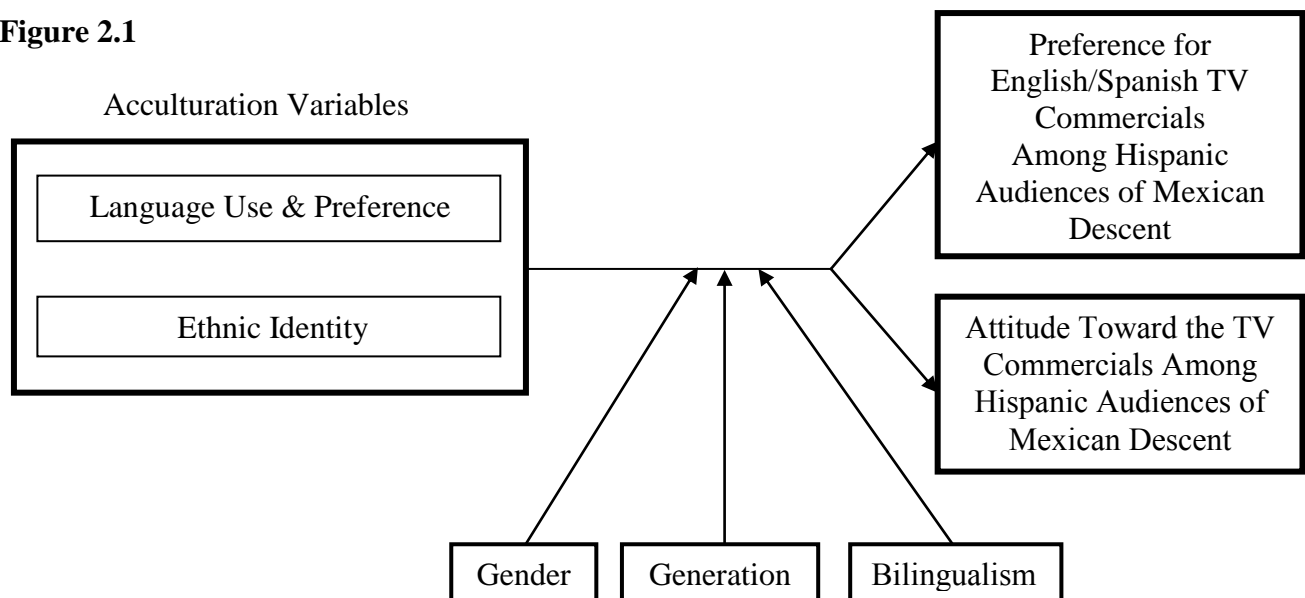 Figure 2.1
Acculturation Variables
Language Use & Preference
Ethnic Identity
Preference for
English/Spanish TV
Commercials
Among Hispanic
Audiences of Mexican
Descent
Attitude Toward the TV
Commercials Among
Hispanic Audiences of
Mexican Descent
Gender
Generation
Bilingualism